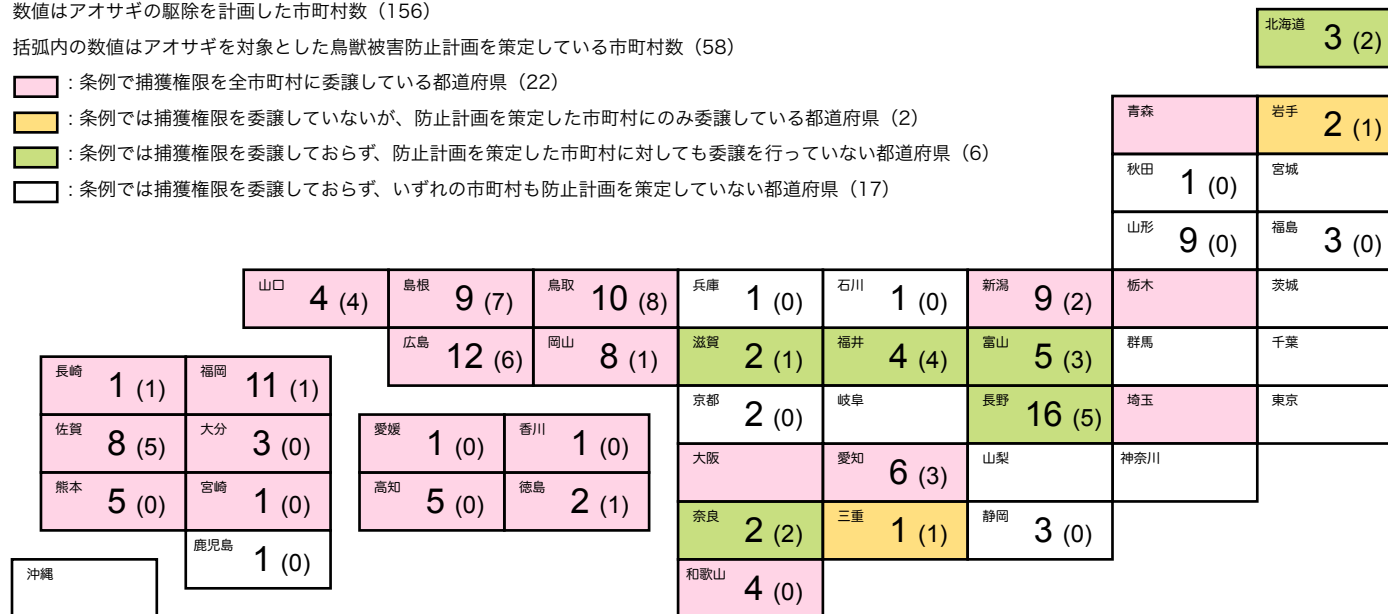 数値はアオサギの駆除を計画した市町村数（156）
括弧内の数値はアオサギを対象とした鳥獣被害防止計画を策定している市町村数（58）
：条例で捕獲権限を全市町村に委譲している都道府県（22）
：条例では捕獲権限を委譲していないが、防止計画を策定した市町村にのみ委譲している都道府県（2）
：条例では捕獲権限を委譲しておらず、防止計画を策定した市町村に対しても委譲を行っていない都道府県（6）
：条例では捕獲権限を委譲しておらず、いずれの市町村も防止計画を策定していない都道府県（17）
北海道 3 (2)
青森 岩手 2 (1)
秋田 1 (0) 宮城
山形 9 (0) 福島 3 (0)
山口 4 (4) 島根 9 (7) 鳥取 10 (8) 兵庫 1 (0) 石川 1 (0) 新潟 9 (2) 栃木 茨城
広島 12 (6) 岡山 8 (1) 滋賀 2 (1) 福井 4 (4) 富山 5 (3) 群馬 千葉
長崎 1 (1) 福岡 11 (1)
京都 2 (0) 岐阜 長野 16 (5) 埼玉 東京
佐賀 8 (5) 大分 3 (0) 愛媛 1 (0) 香川 1 (0)
大阪 愛知 6 (3) 山梨 神奈川
熊本 5 (0) 宮崎 1 (0) 高知 5 (0) 徳島 2 (1)
奈良 2 (2) 三重 1 (1) 静岡 3 (0)
鹿児島 1 (0)
沖縄
和歌山 4 (0)